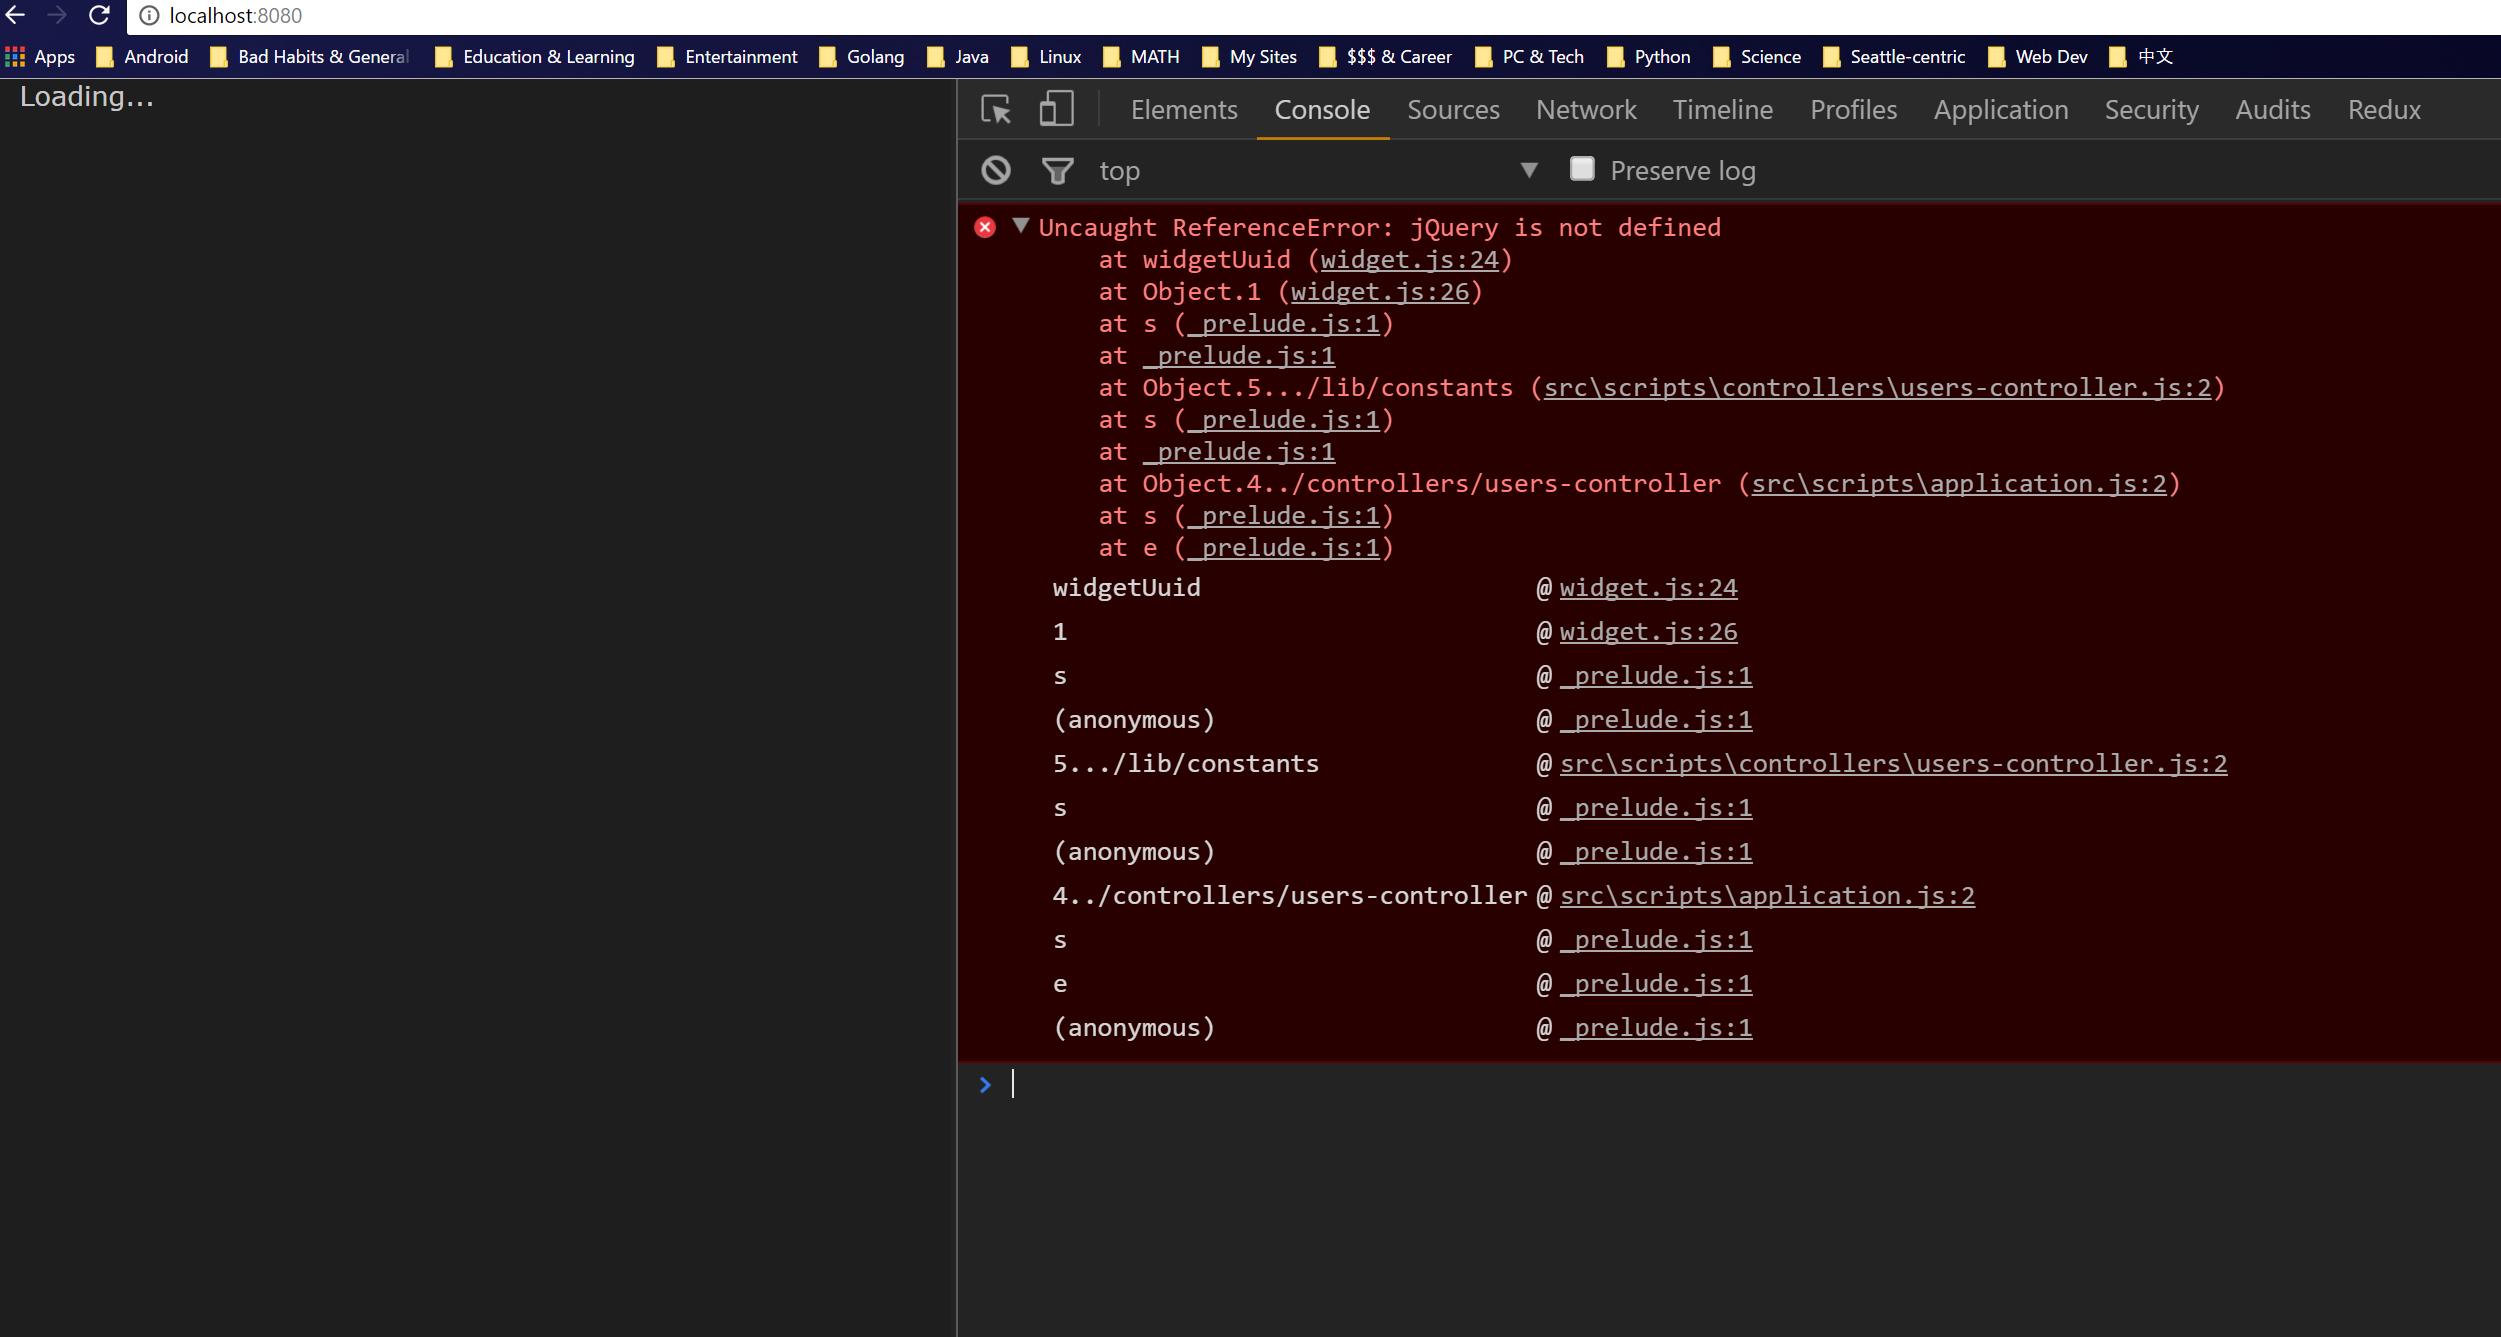 localhost:8080
Apps Android Bad Habits & General Education & Learning Entertainment Golang Java Linux MATH My Sites $$$ & Career PC & Tech Python Science Seattle-centric Web Dev 中文
Loading...
Elements Console Sources Network Timeline Profiles Application Security Audits Redux
top Preserve log
Uncaught ReferenceError: jQuery is not defined
at widgetUuid (widget.js:24)
at Object.1 (widget.js:26)
at s (_prelude.js:1)
at _prelude.js:1
at Object.5.../lib/constants (src\scripts\controllers\users-controller.js:2)
at s (_prelude.js:1)
at _prelude.js:1
at Object.4../controllers/users-controller (src\scripts\application.js:2)
at s (_prelude.js:1)
at e (_prelude.js:1)
widgetUuid @ widget.js:24
1 @ widget.js:26
s @ _prelude.js:1
(anonymous) @ _prelude.js:1
5.../lib/constants @ src\scripts\controllers\users-controller.js:2
s @ _prelude.js:1
(anonymous) @ _prelude.js:1
4../controllers/users-controller @ src\scripts\application.js:2
s @ _prelude.js:1
e @ _prelude.js:1
(anonymous) @ _prelude.js:1